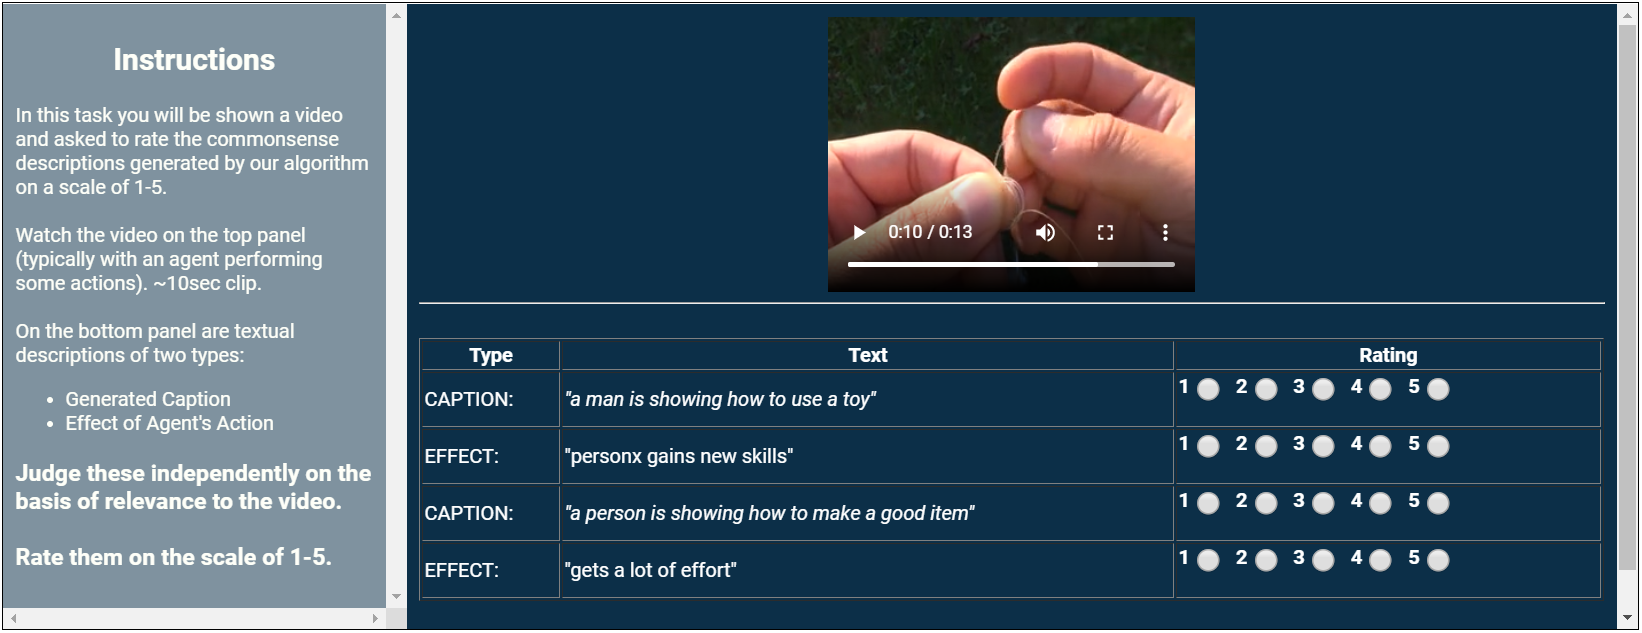 Instructions
In this task you will be shown a video
and asked to rate the commonsense
descriptions generated by our algorithm
on a scale of 1-5.
Watch the video on the top panel
(typically with an agent performing
some actions). ~10sec clip.
On the bottom panel are textual
descriptions of two types:
• Generated Caption
• Effect of Agent's Action
Judge these independently on the
basis of relevance to the video.
Rate them on the scale of 1-5.
0:10 / 0:13
Type Text Rating
CAPTION: "a man is showing how to use a toy" 1 2 3 4 5
EFFECT: "personx gains new skills" 1 2 3 4 5
CAPTION: "a person is showing how to make a good item" 1 2 3 4 5
EFFECT: "gets a lot of effort" 1 2 3 4 5